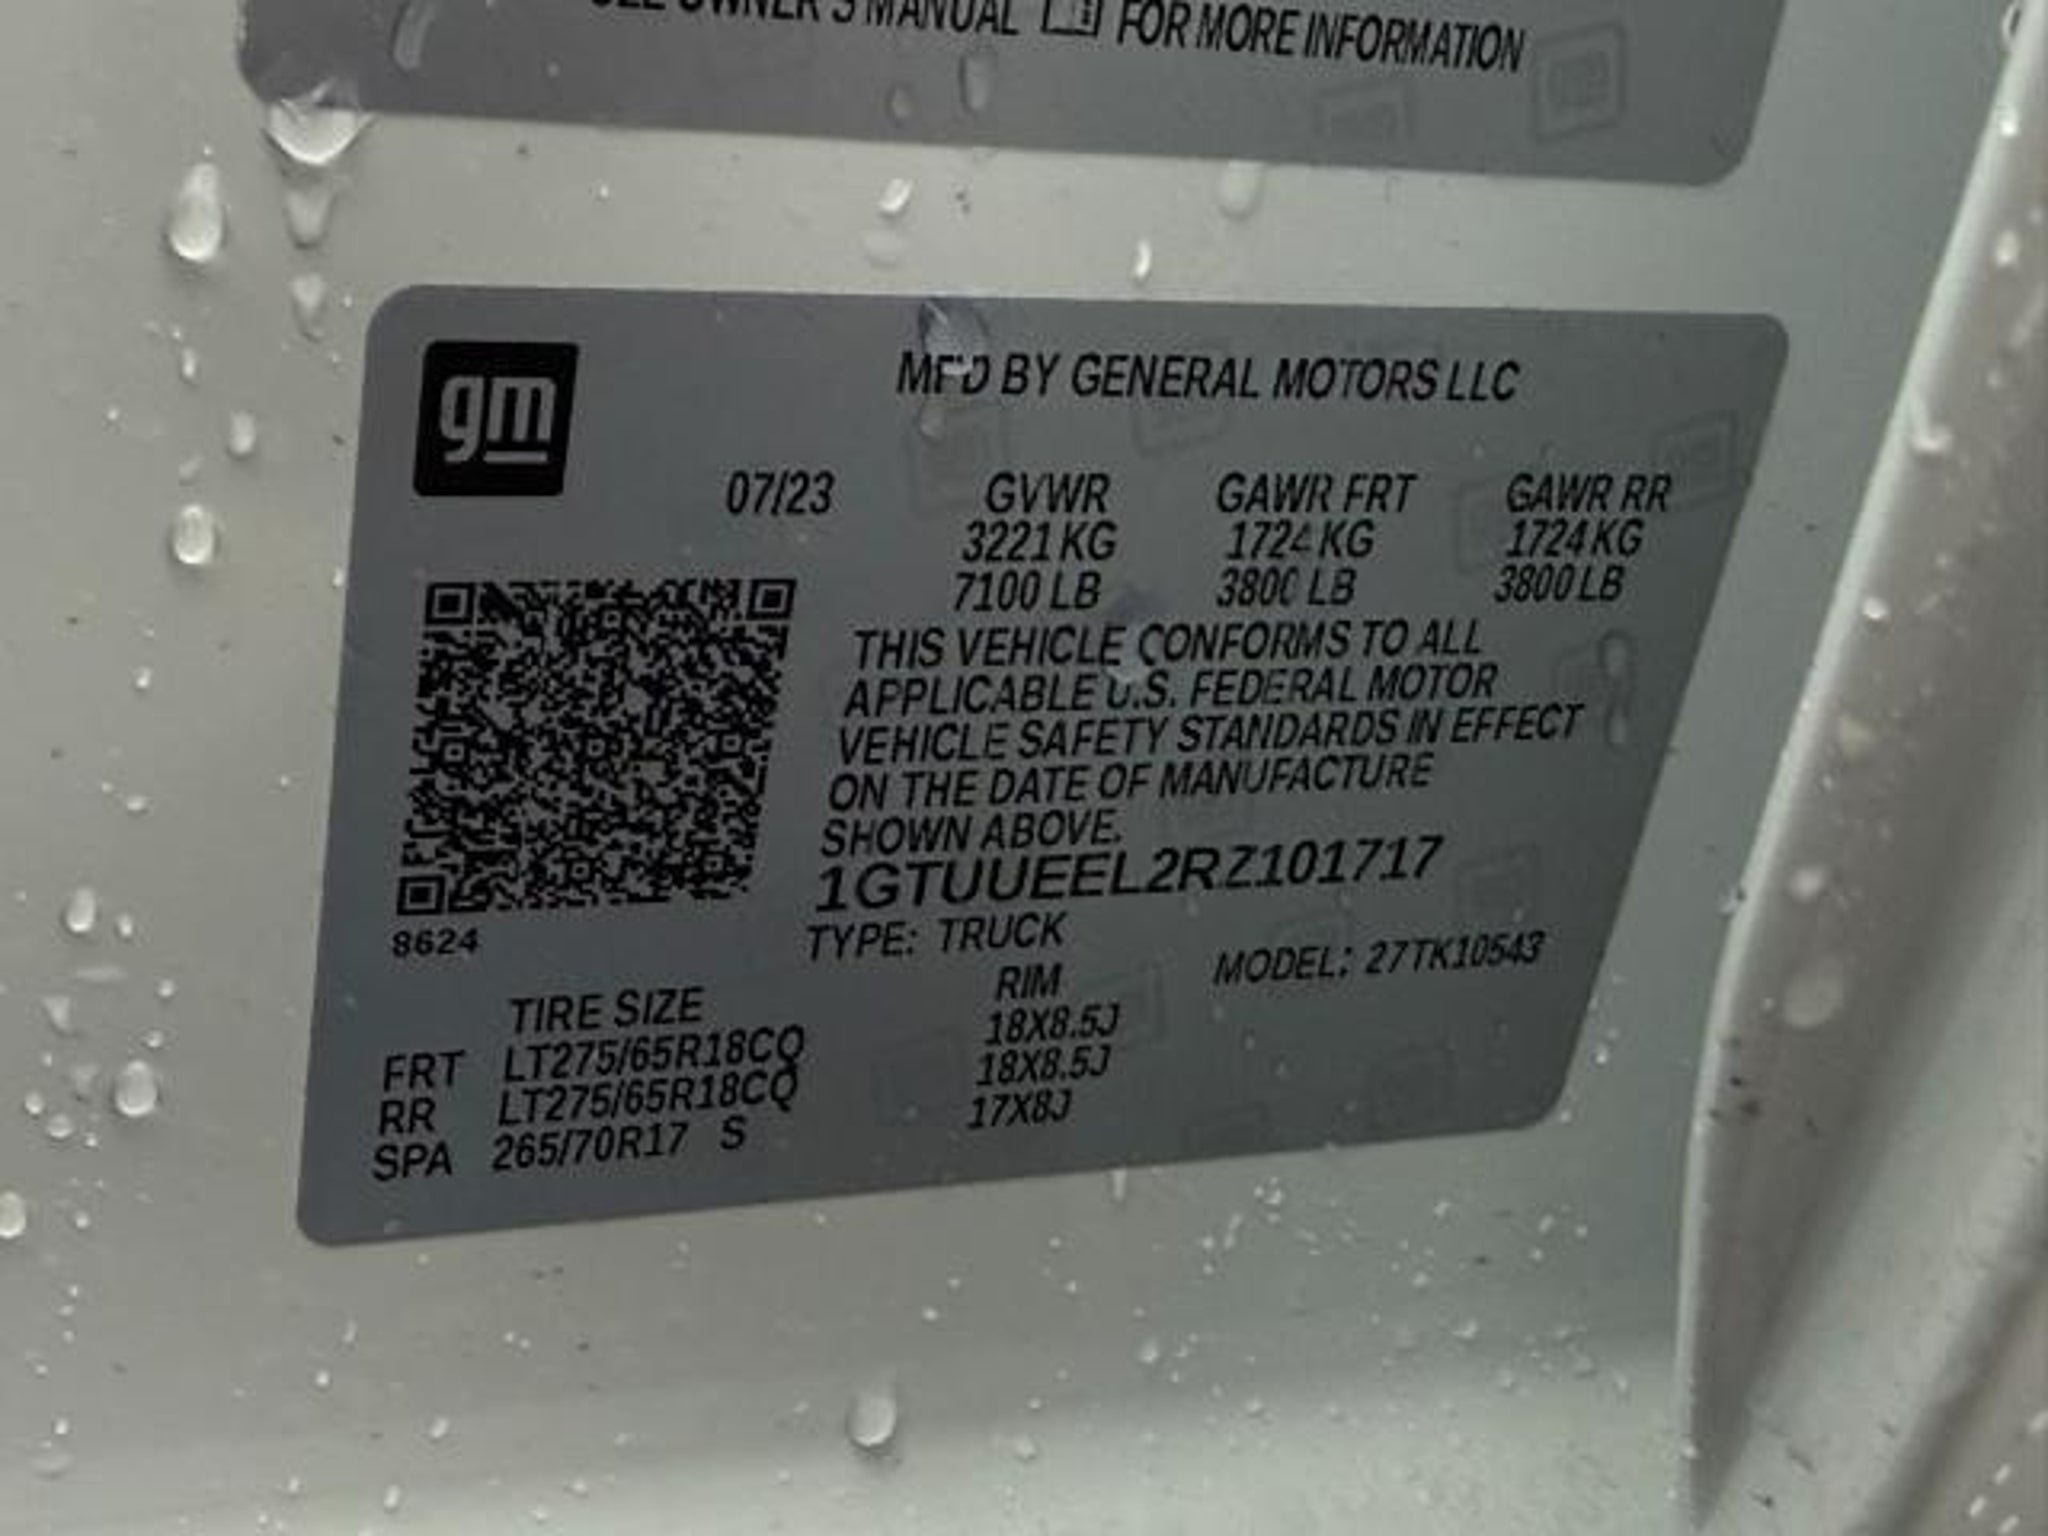 OWNER'S MANUAL FOR MORE INFORMATION
gm
MFD BY GENERAL MOTORS LLC
07/23 GVWR GAWR FRT GAWR RR
3221 KG 1724 KG 1724 KG
7100 LB 3800 LB 3800 LB
THIS VEHICLE CONFORMS TO ALL
APPLICABLE U.S. FEDERAL MOTOR
VEHICLE SAFETY STANDARDS IN EFFECT
ON THE DATE OF MANUFACTURE
SHOWN ABOVE.
1GTUUEEL2RZ101717
8624
TYPE: TRUCK
MODEL: 27TK10543
TIRE SIZE RIM
FRT LT275/65R18CQ 18X8.5J
RR LT275/65R18CQ 18X8.5J
SPA 265/70R17 S 17X8J